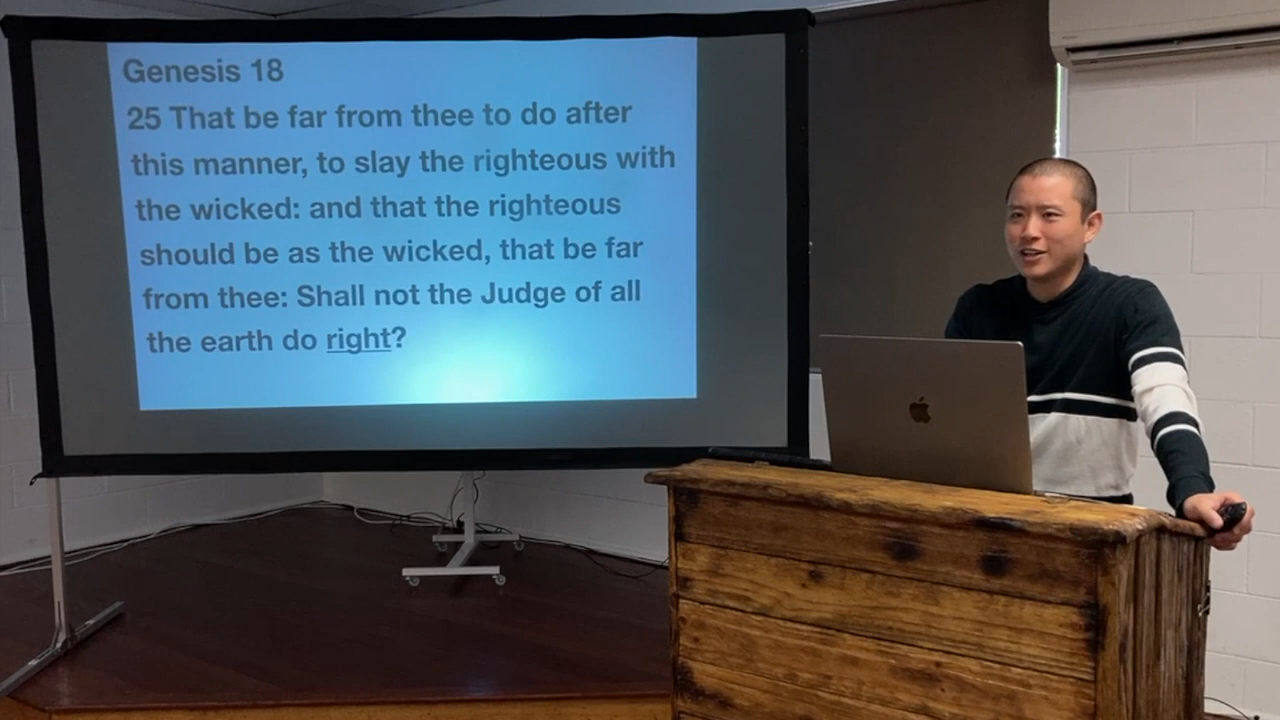 Genesis 18
25 That be far from thee to do after
this manner, to slay the righteous with
the wicked: and that the righteous
should be as the wicked, that be far
from thee: Shall not the Judge of all
the earth do right?